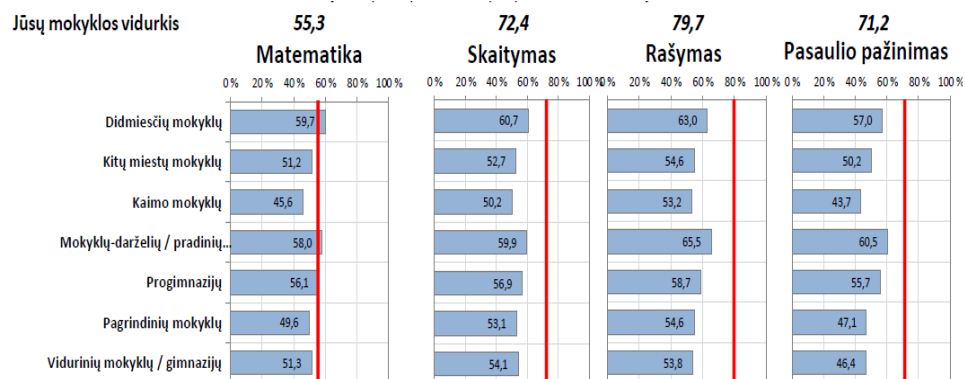 Jūsų mokyklos vidurkis 55,3 72,4 79,7 71,2
Matematika Skaitymas Rašymas Pasaulio pažinimas
0 % 20 % 40 % 60 % 80 % 100 % 0 % 20 % 40 % 60 % 80 % 100 % 0 % 20 % 40 % 60 % 80 % 100 % 0 % 20 % 40 % 60 % 80 % 100 %
Didmiesčių mokyklų 59,7 60,7 63,0 57,0
Kitų miestų mokyklų 51,2 52,7 54,6 50,2
Kaimo mokyklų 45,6 50,2 53,2 43,7
Mokyklų-darželių / pradinių... 58,0 59,9 65,5 60,5
Progimnazijų 56,1 56,9 58,7 55,7
Pagrindinių mokyklų 49,6 53,1 54,6 47,1
Vidurinių mokyklų / gimnazijų 51,3 54,1 53,8 46,4